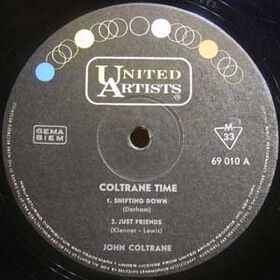 UNITED
ARTISTS
GEMA
BIEM
M
33
69 010 A
COLTRANE TIME
1. SHIFTING DOWN
(Dorham)
2. JUST FRIENDS
(Klenner - Lewis)
JOHN COLTRANE